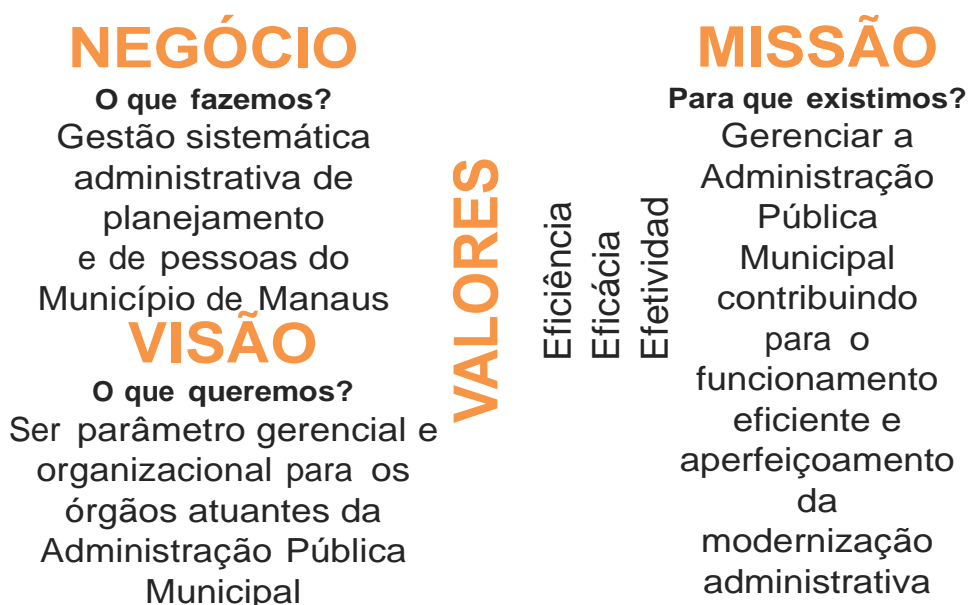 NEGÓCIO
O que fazemos?
Gestão sistemática
administrativa de
planejamento
e de pessoas do
Município de Manaus
VISÃO
O que queremos?
Ser parâmetro gerencial e
organizacional para os
órgãos atuantes da
Administração Pública
Municipal
VALORES
Eficiência
Eficácia
Efetividad
MISSÃO
Para que existimos?
Gerenciar a
Administração
Pública
Municipal
contribuindo
para o
funcionamento
eficiente e
aperfeiçoamento
da
modernização
administrativa